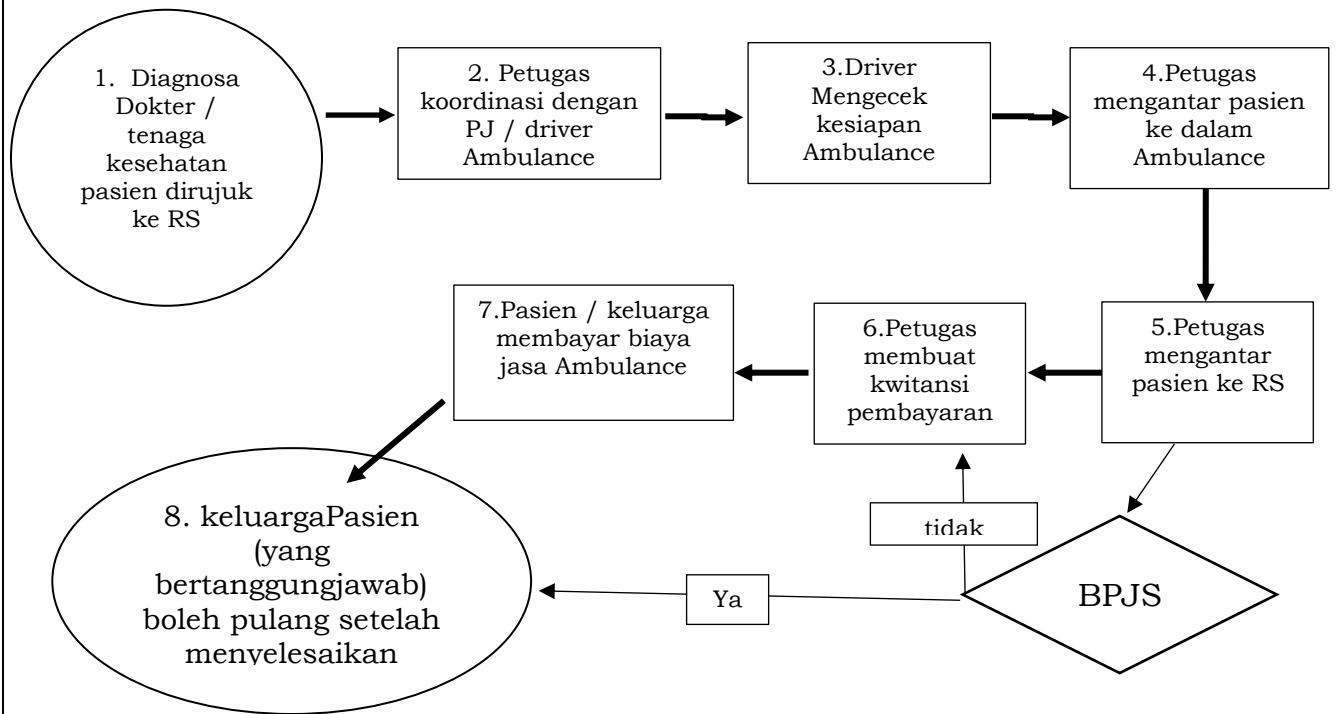 1. Diagnosa
Dokter /
tenaga
kesehatan
pasien dirujuk
ke RS
2. Petugas
koordinasi dengan
PJ / driver
Ambulance
3.Driver
Mengecek
kesiapan
Ambulance
4.Petugas
mengantar pasien
ke dalam
Ambulance
5.Petugas
mengantar
pasien ke RS
6.Petugas
membuat
kwitansi
pembayaran
7.Pasien / keluarga
membayar biaya
jasa Ambulance
8. keluargaPasien
(yang
bertanggungjawab)
boleh pulang setelah
menyelesaikan
tidak
Ya
BPJS